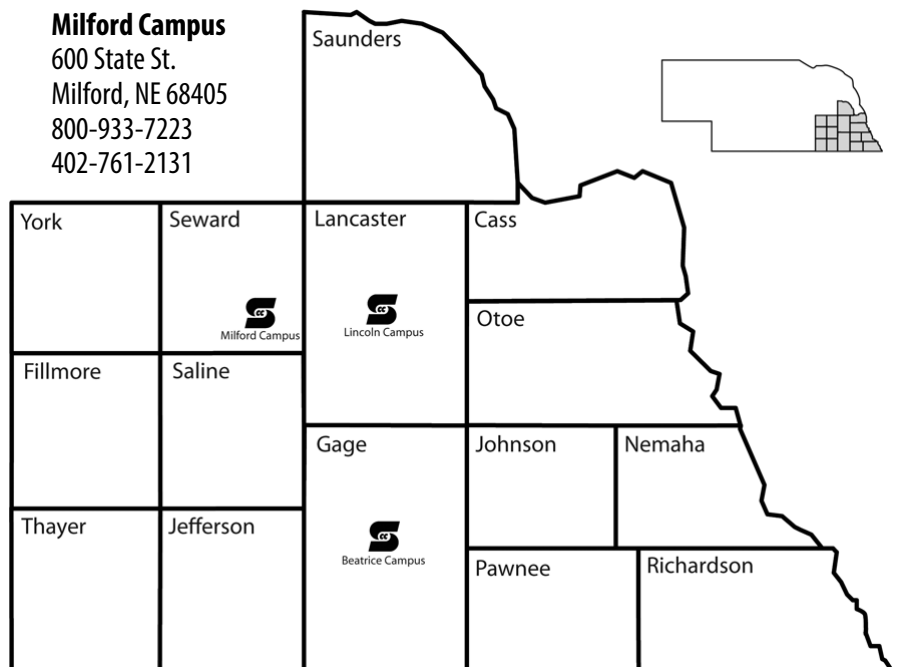 Milford Campus
600 State St.
Milford, NE 68405
800-933-7223
402-761-2131
Saunders
York
Seward
Lancaster
Cass
Milford Campus
Lincoln Campus
Otoe
Fillmore
Saline
Gage
Johnson
Nemaha
Thayer
Jefferson
Beatrice Campus
Pawnee
Richardson